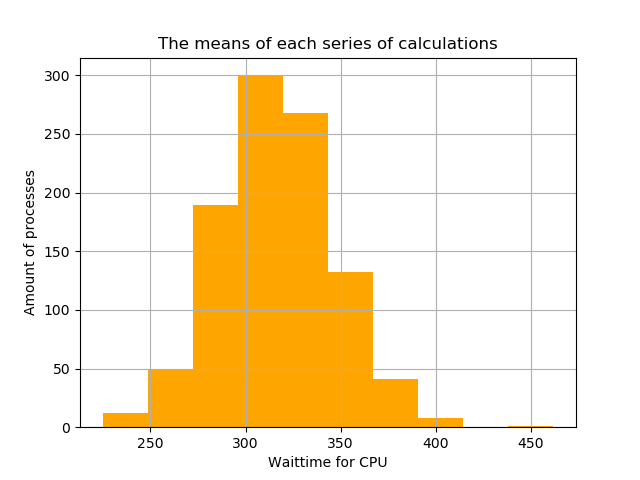 The means of each series of calculations
300
250
200
150
100
50
0
Amount of processes
250 300 350 400 450
Waittime for CPU